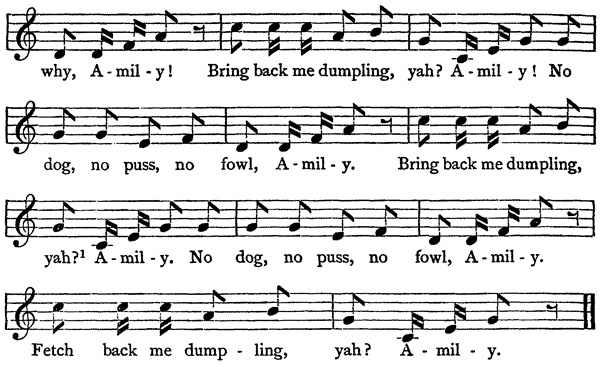 why, A-mil-y! Bring back me dumpling, yah? A-mil-y! No
dog, no puss, no fowl, A-mil-y. Bring back me dumpling,
yah?¹ A-mil-y. No dog, no puss, no fowl, A-mil-y.
Fetch back me dump-ling, yah? A-mil-y.